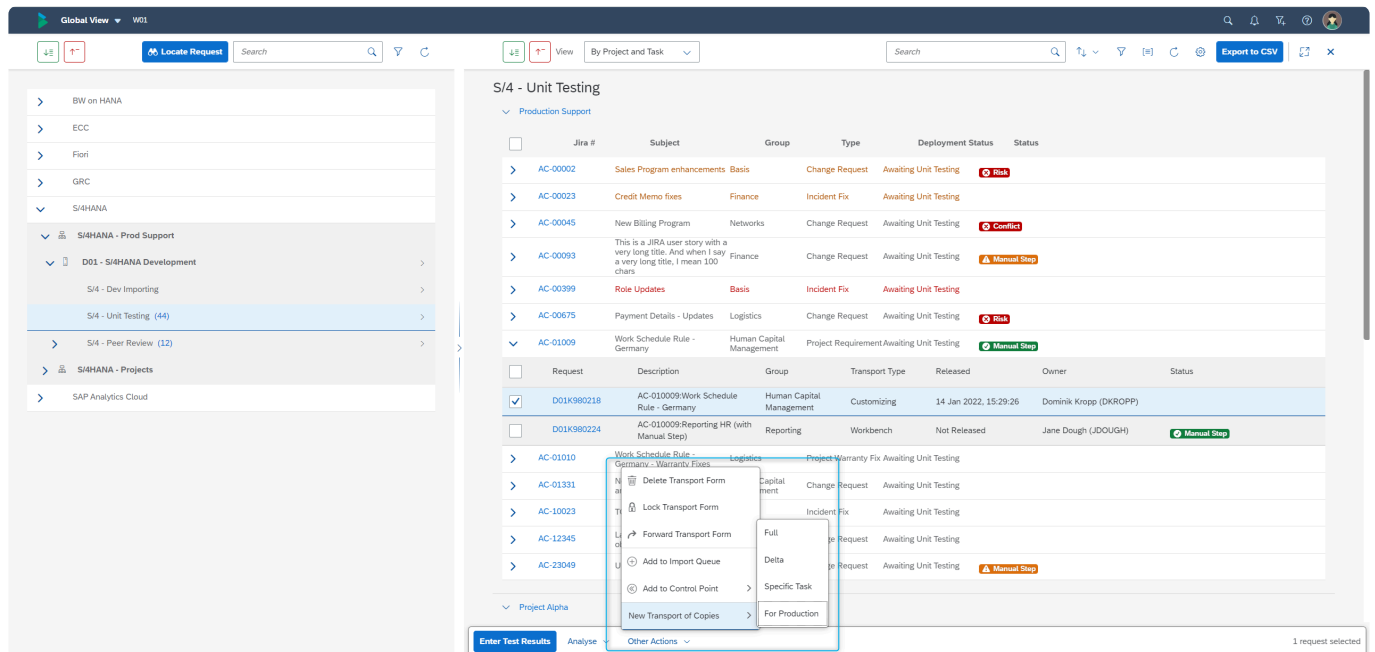 Global View W01
Locate Request Search
View By Project and Task Search Export to CSV
BW on HANA
ECC
Fiori
GRC
S/4HANA
S/4HANA - Prod Support
D01 - S/4HANA Development
S/4 - Dev Importing
S/4 - Unit Testing (44)
S/4 - Peer Review (12)
S/4HANA - Projects
SAP Analytics Cloud
S/4 - Unit Testing
Production Support
Jira # Subject Group Type Deployment Status Status
AC-00002 Sales Program enhancements Basis Change Request Awaiting Unit Testing Risk
AC-00023 Credit Memo fixes Finance Incident Fix Awaiting Unit Testing
AC-00045 New Billing Program Networks Change Request Awaiting Unit Testing Conflict
This is a JIRA user story with a
very long title. And when I say
AC-00093 a very long title, I mean 100 Finance Change Request Awaiting Unit Testing Manual Step
chars
AC-00399 Role Updates Basis Incident Fix Awaiting Unit Testing
AC-00675 Payment Details - Updates Logistics Change Request Awaiting Unit Testing Risk
AC-01009 Work Schedule Rule - Human Capital Project Requirement Awaiting Unit Testing Manual Step
Germany Management
Request Description Group Transport Type Released Owner Status
D01K980218 AC-010009:Work Schedule Human Capital Customizing 14 Jan 2022, 15:29:26 Dominik Kropp (DKROPP)
Rule - Germany Management
D01K980224 AC-010009:Reporting HR (with Reporting Workbench Not Released Jane Dough (JDOUGH) Manual Step
Manual Step)
AC-01010 Work Schedule Rule - Logistics Project Warranty Fix Awaiting Unit Testing
Germany - Warranty Fixes
AC-01331 Capital Change Request Awaiting Unit Testing
AC-10023 Incident Fix Awaiting Unit Testing
AC-12345 Request Awaiting Unit Testing
AC-23049 Request Awaiting Unit Testing Manual Step
Delete Transport Form
Lock Transport Form
Forward Transport Form
Add to Import Queue
Add to Control Point
New Transport of Copies
Full
Delta
Specific Task
For Production
Project Alpha
Enter Test Results Analyse Other Actions 1 request selected